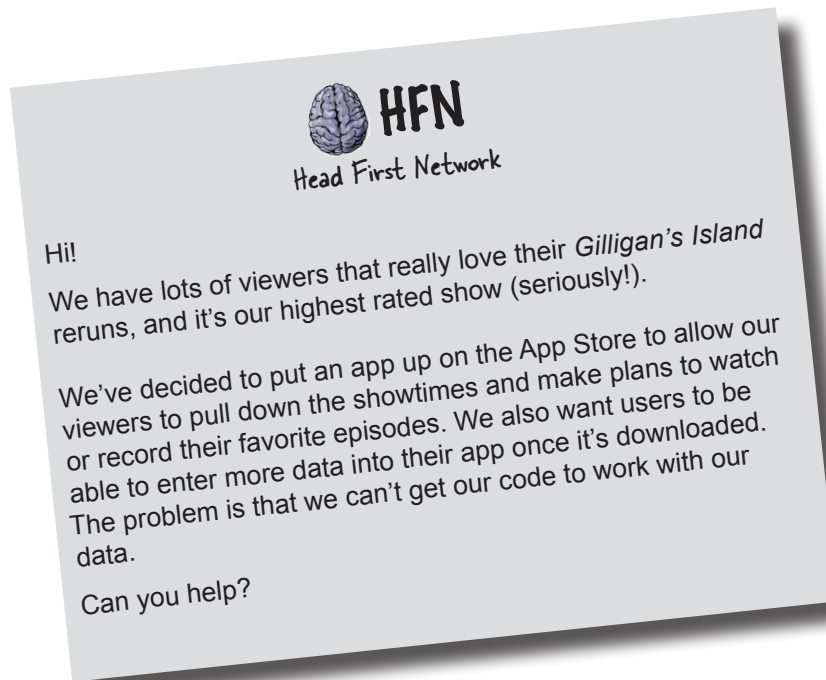 HFN
Head First Network
Hi!
We have lots of viewers that really love their Gilligan's Island
reruns, and it's our highest rated show (seriously!).
We've decided to put an app up on the App Store to allow our
viewers to pull down the showtimes and make plans to watch
or record their favorite episodes. We also want users to be
able to enter more data into their app once it's downloaded.
The problem is that we can't get our code to work with our
data.
Can you help?